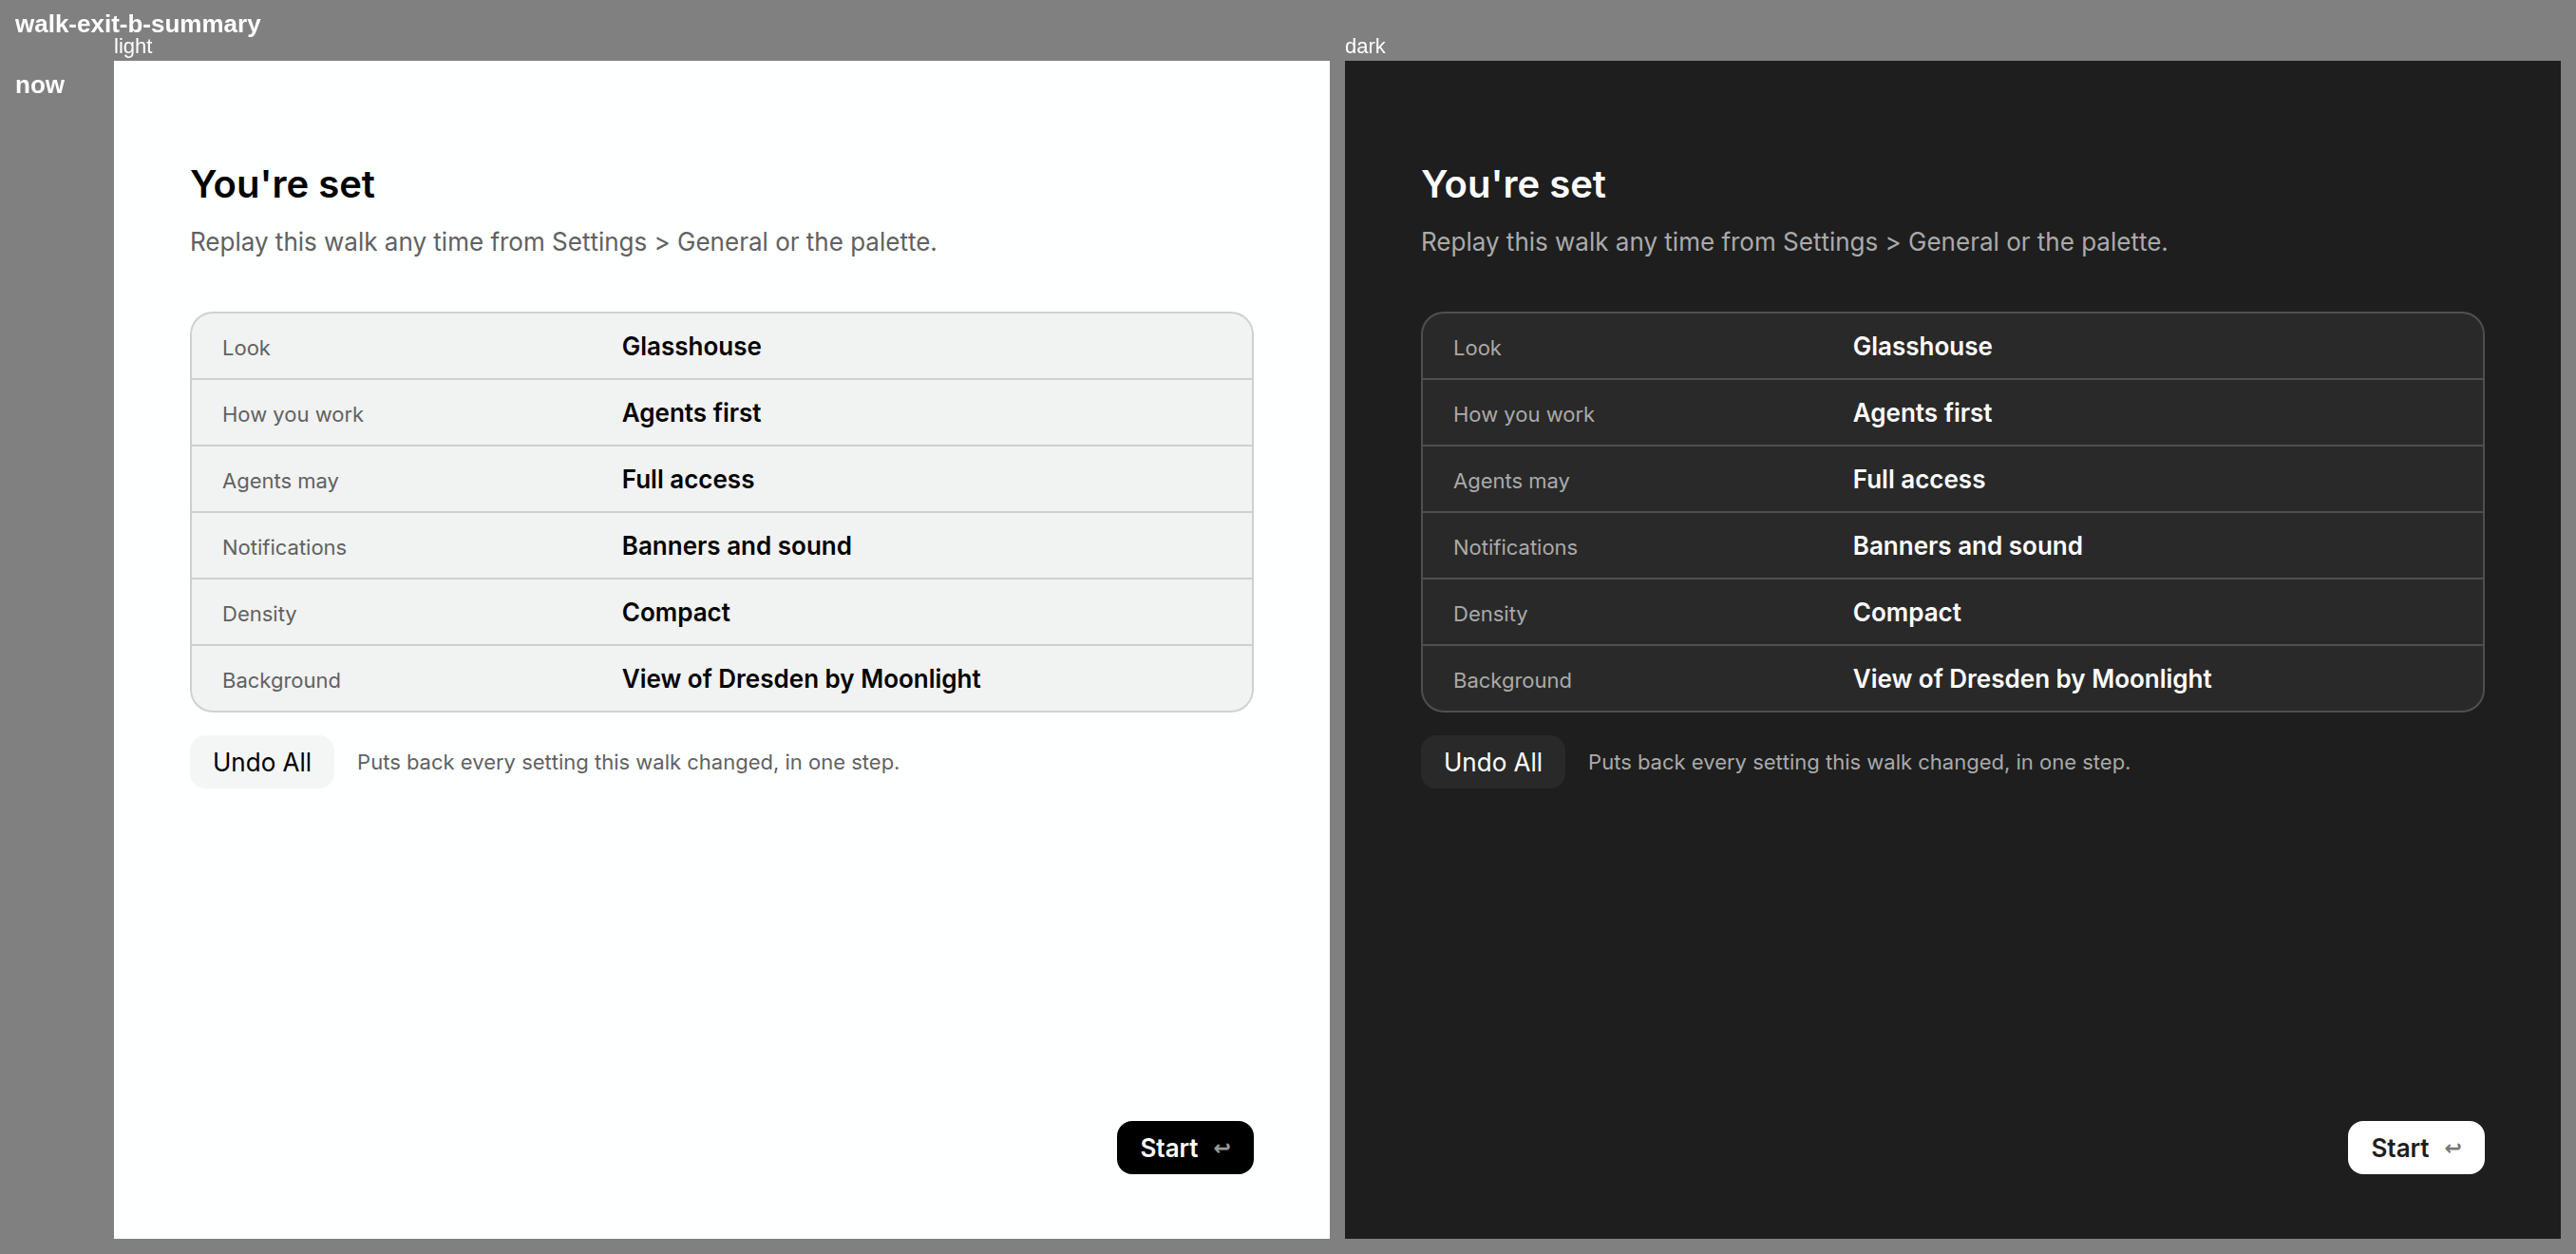 walk-exit-b-summary
light
dark
now
You're set
Replay this walk any time from Settings > General or the palette.
Look Glasshouse
How you work Agents first
Agents may Full access
Notifications Banners and sound
Density Compact
Background View of Dresden by Moonlight
Undo All Puts back every setting this walk changed, in one step.
Start ↩
You're set
Replay this walk any time from Settings > General or the palette.
Look Glasshouse
How you work Agents first
Agents may Full access
Notifications Banners and sound
Density Compact
Background View of Dresden by Moonlight
Undo All Puts back every setting this walk changed, in one step.
Start ↩